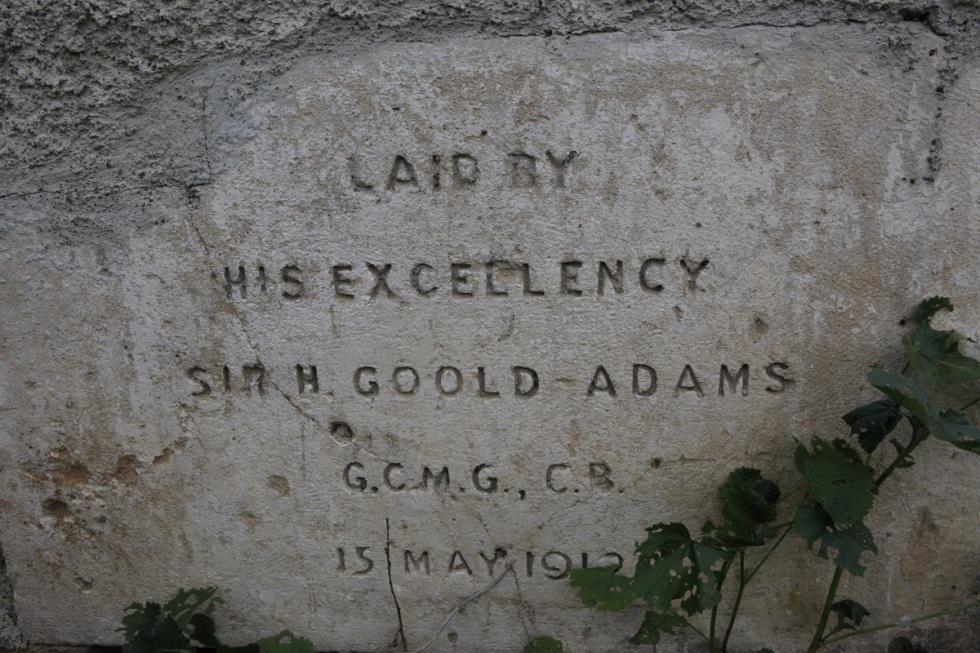 LAID BY
HIS EXCELLENCY
SIR H. GOOLD-ADAMS
G.C.M.G., C.B.
15 MAY 1912